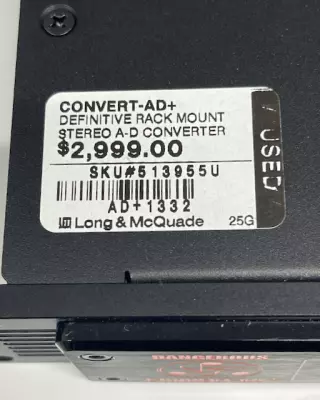 CONVERT-AD+
DEFINITIVE RACK MOUNT
STEREO A-D CONVERTER
$2,999.00
SKU#513955U
AD+1332
Long & McQuade 25G
USED
DANGEROUS